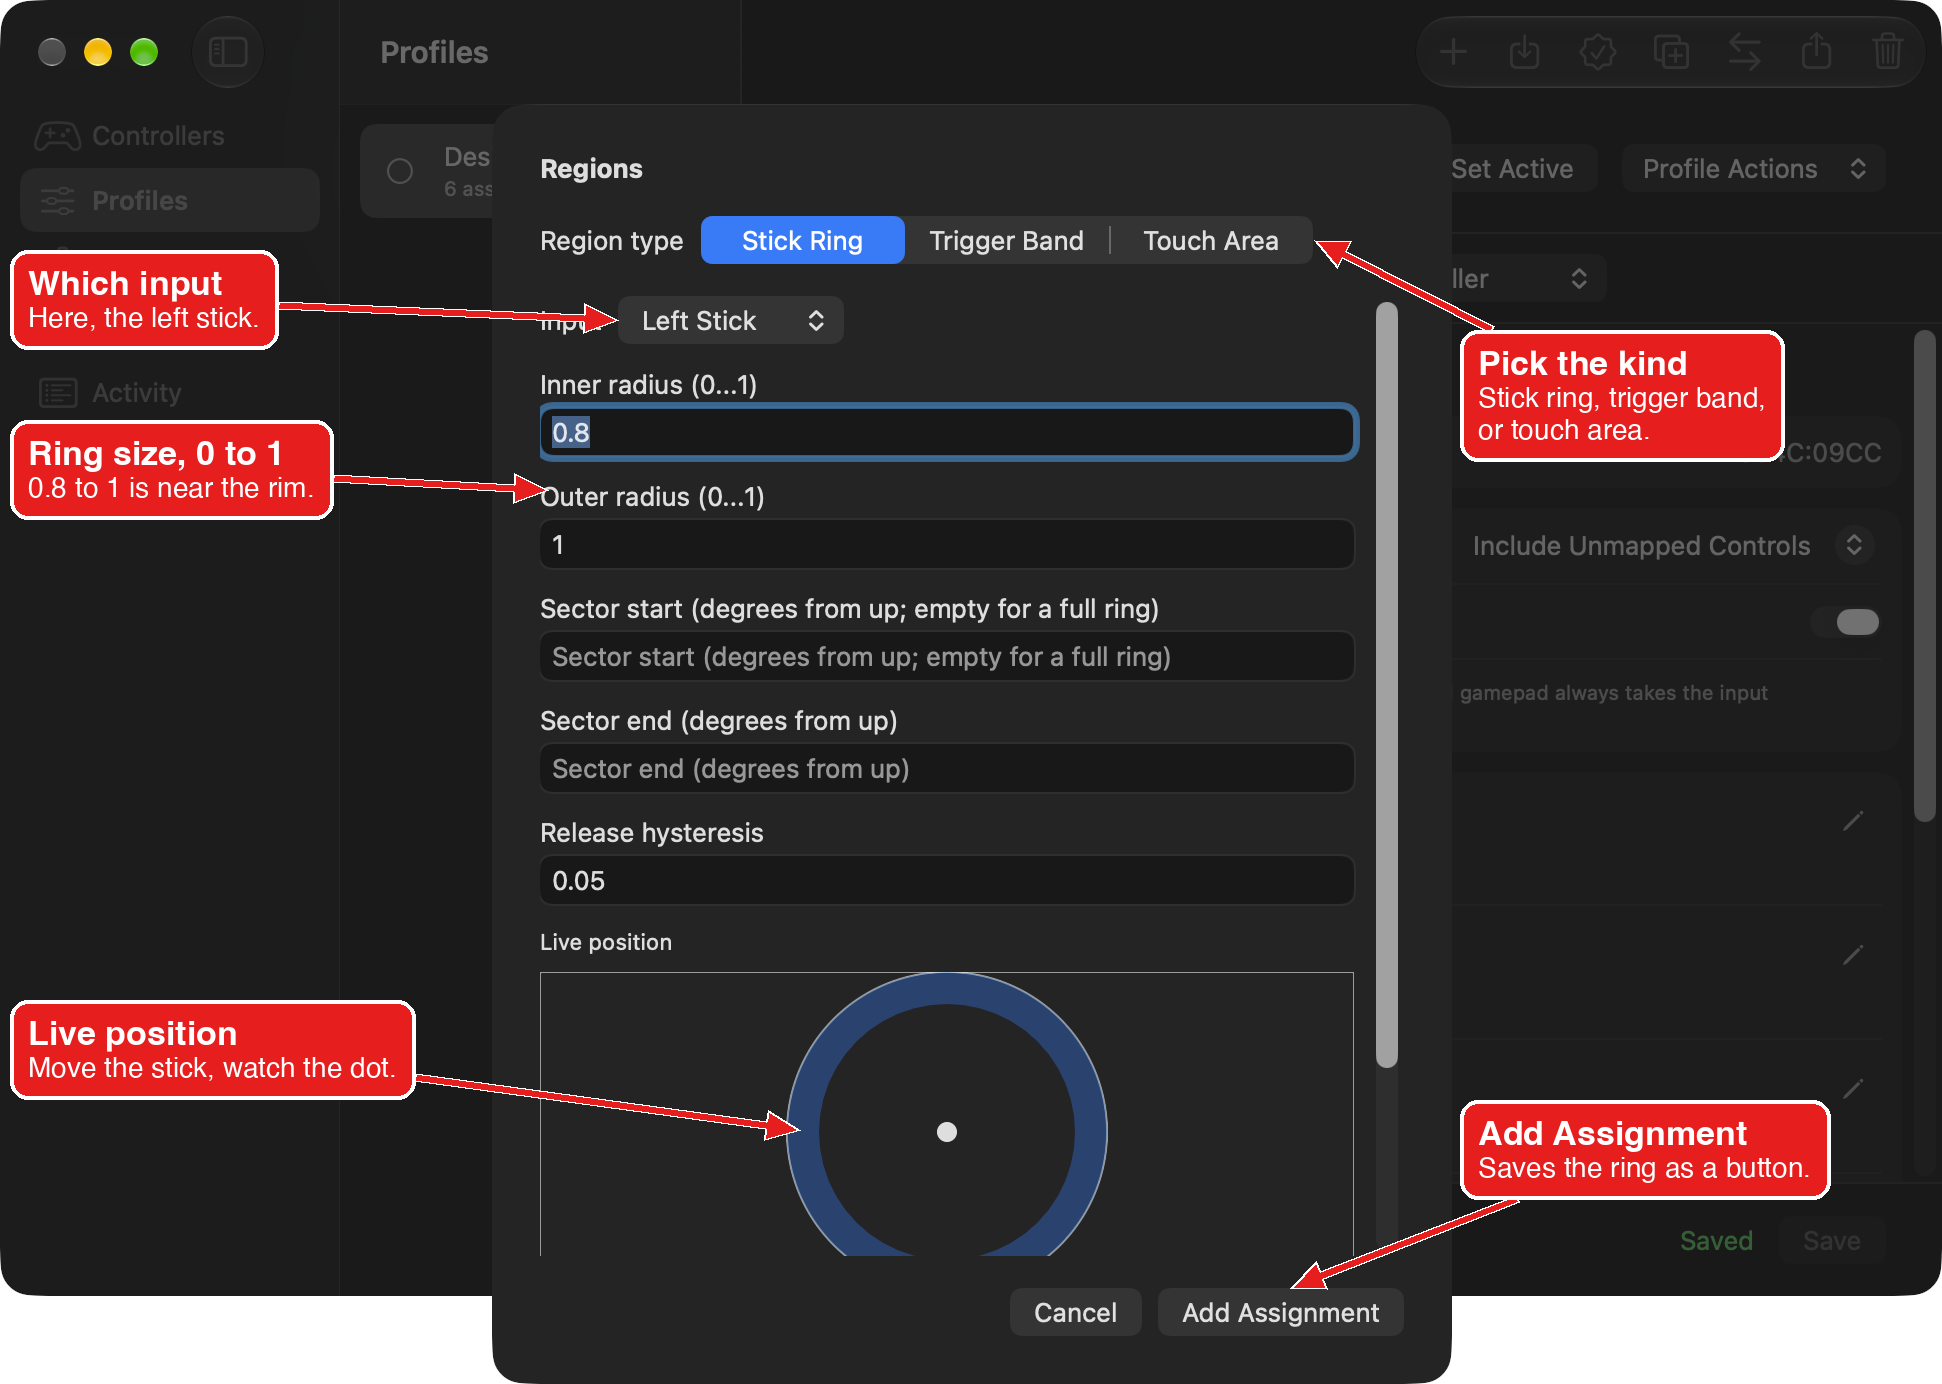 Profiles
Controllers
Profiles
Activity
Des
6 ass
Set Active
Profile Actions
ller
C:09CC
Include Unmapped Controls
gamepad always takes the input
Saved
Save
Regions
Region type
Stick Ring
Trigger Band
Touch Area
Left Stick
Inner radius (0...1)
0.8
Outer radius (0...1)
1
Sector start (degrees from up; empty for a full ring)
Sector start (degrees from up; empty for a full ring)
Sector end (degrees from up)
Sector end (degrees from up)
Release hysteresis
0.05
Live position
Cancel
Add Assignment
Which input
Here, the left stick.
Ring size, 0 to 1
0.8 to 1 is near the rim.
Live position
Move the stick, watch the dot.
Pick the kind
Stick ring, trigger band,
or touch area.
Add Assignment
Saves the ring as a button.